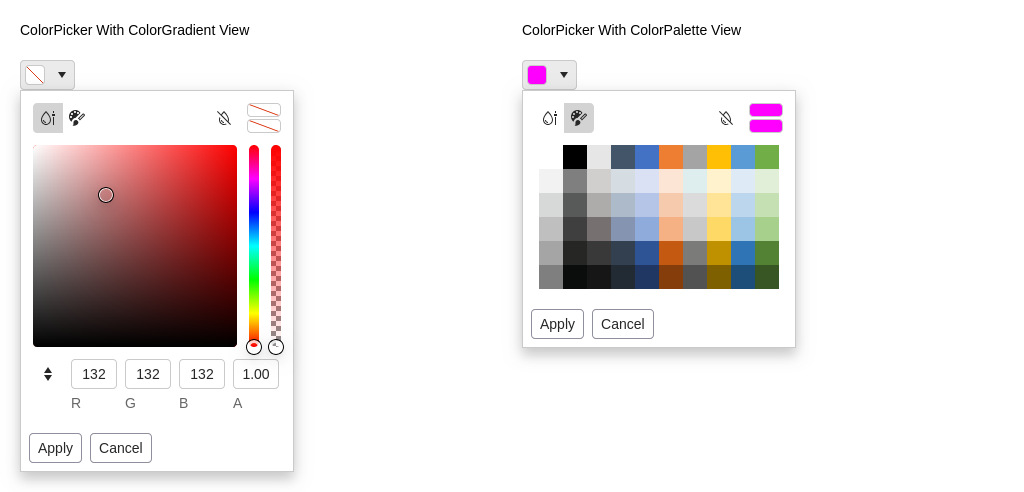 ColorPicker With ColorGradient View
132 132 132 1.00
R G B A
Apply Cancel
ColorPicker With ColorPalette View
Apply Cancel